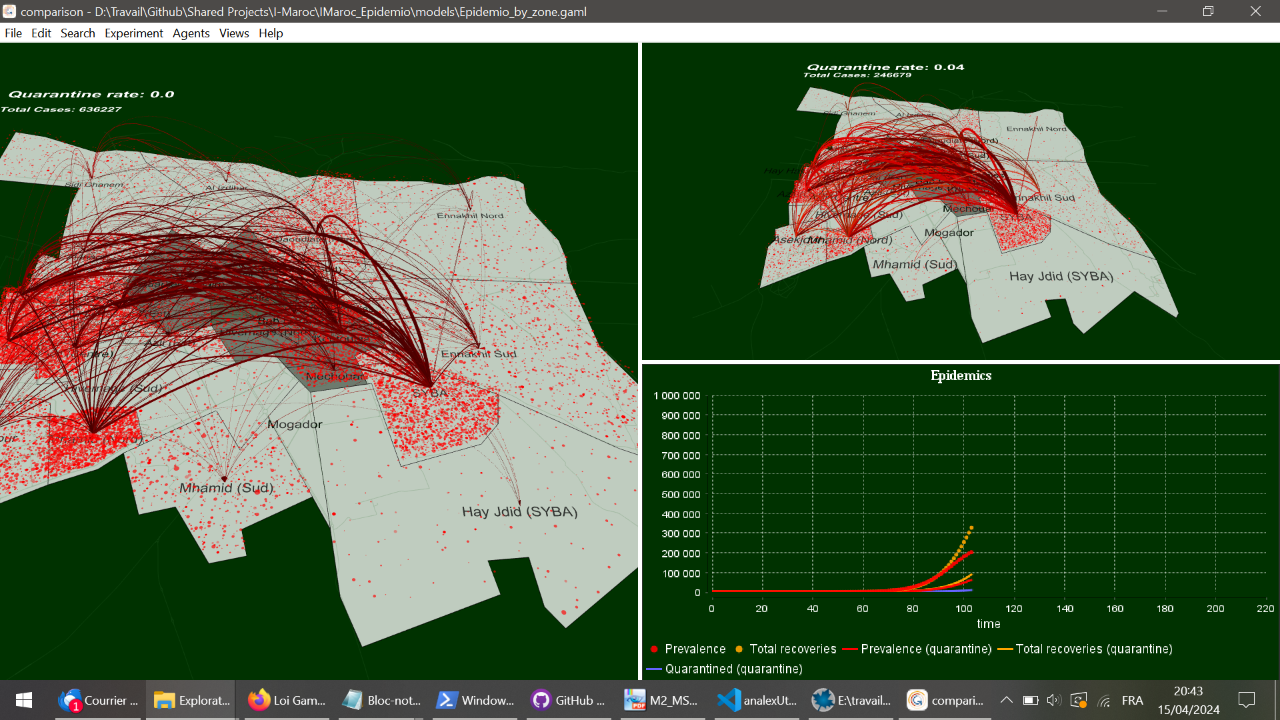 comparison - D:\Travail\Github\Shared Projects\I-Maroc\IMaroc_Epidemio\models\Epidemio_by_zone.gaml
File Edit Search Experiment Agents Views Help
Quarantine rate: 0.0
Total Cases: 636227
Sidi Ghanem
Al Izdihar
Ennakhil Nord
Daoudiate
Ennakhil Sud
Mechouar
SYBA
Mogador
Mhamid (Nord)
Mhamid (Sud)
Hay Jdid (SYBA)
Quarantine rate: 0.04
Total Cases: 246679
Ennakhil Nord
Ennakhil Sud
Mechouar
Mogador
Mhamid (Nord)
Mhamid (Sud)
Hay Jdid (SYBA)
Epidemics
1 000 000
900 000
800 000
700 000
600 000
500 000
400 000
300 000
200 000
100 000
0
0 20 40 60 80 100 120 140 160 180 200 220
time
Prevalence Total recoveries Prevalence (quarantine) Total recoveries (quarantine)
Quarantined (quarantine)
1 Courrier ... Explorat... Loi Gam... Bloc-not... Window... GitHub ... M2_MS... analexUt... E:\travail... compari... FRA
20:43
15/04/2024